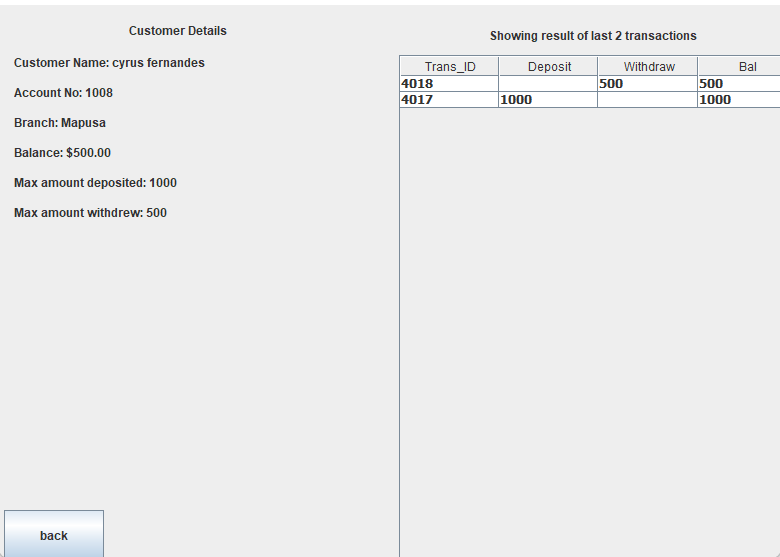 Customer Details
Customer Name: cyrus fernandes
Account No: 1008
Branch: Mapusa
Balance: $500.00
Max amount deposited: 1000
Max amount withdrew: 500
back
Showing result of last 2 transactions
Trans_ID Deposit Withdraw Bal
4018 500 500
4017 1000 1000